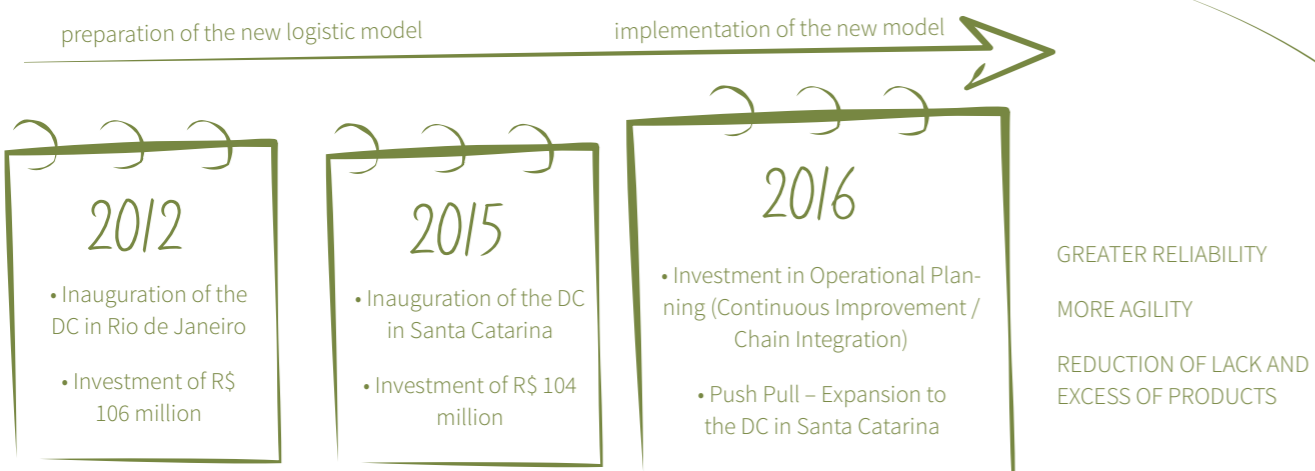 preparation of the new logistic model
implementation of the new model
2012
• Inauguration of the
DC in Rio de Janeiro
• Investment of R$
106 million
2015
• Inauguration of the DC
in Santa Catarina
• Investment of R$ 104
million
2016
• Investment in Operational Plan-
ning (Continuous Improvement /
Chain Integration)
• Push Pull – Expansion to
the DC in Santa Catarina
GREATER RELIABILITY
MORE AGILITY
REDUCTION OF LACK AND
EXCESS OF PRODUCTS